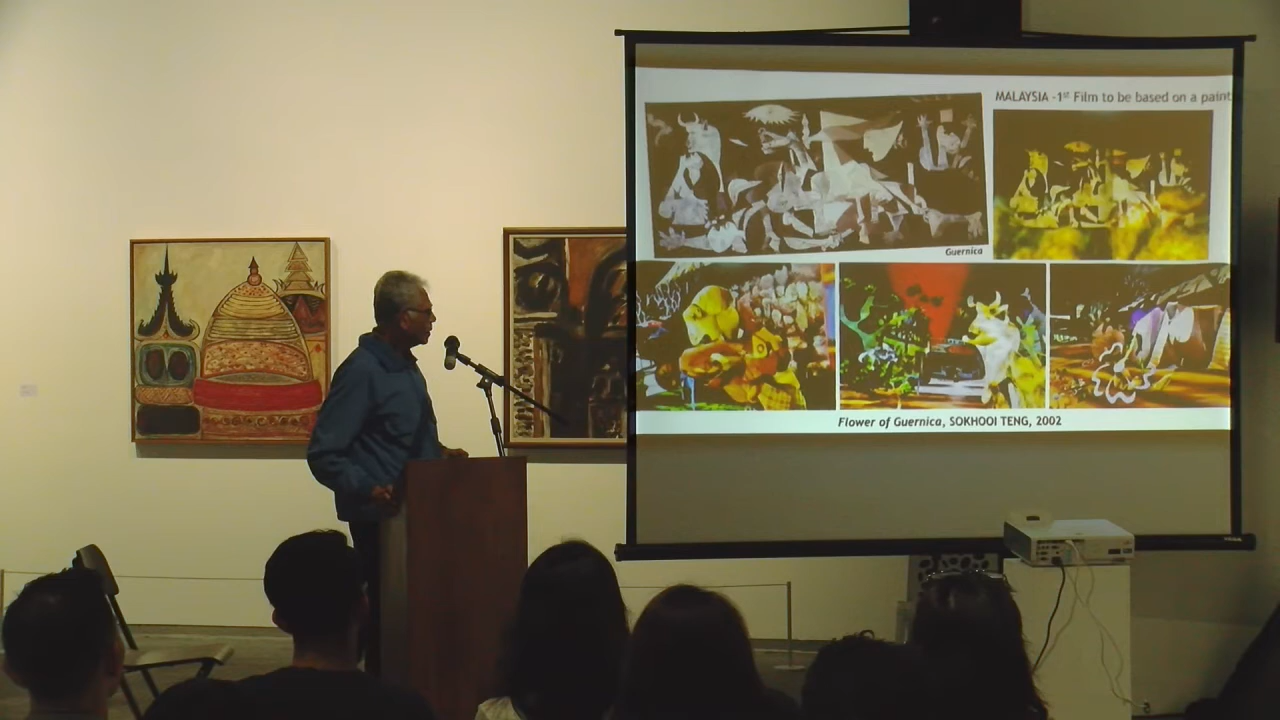 MALAYSIA -1st Film to be based on a paint
Guernica
Flower of Guernica, SOKHOOI TENG, 2002